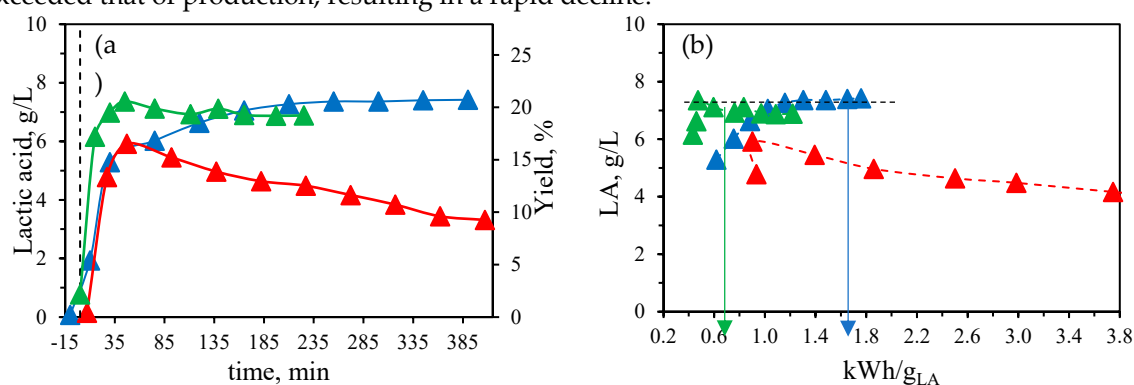 exceeded that of production, resulting in a rapid decline.
(a
)
Lactic acid, g/L
10
8
6
4
2
0
Yield, %
25
20
15
10
5
0
-15 35 85 135 185 235 285 335 385
time, min
(b)
LA, g/L
10
8
6
4
2
0
0.2 0.6 1.0 1.4 1.8 2.2 2.6 3.0 3.4 3.8
kWh/gLA